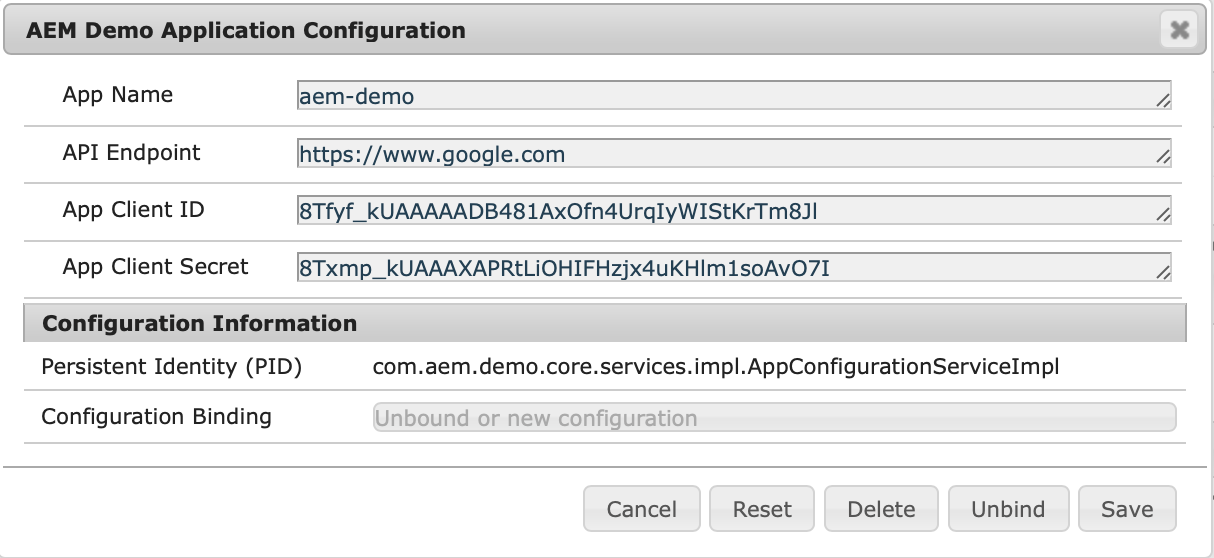 AEM Demo Application Configuration
App Name aem-demo
API Endpoint https://www.google.com
App Client ID 8Tfyf_kUAAAAADB481AxOfn4UrqIyWIStKrTm8Jl
App Client Secret 8Txmp_kUAAAXAPRtLiOHIFHzjx4uKHlm1soAvO7I
Configuration Information
Persistent Identity (PID) com.aem.demo.core.services.impl.AppConfigurationServiceImpl
Configuration Binding Unbound or new configuration
Cancel Reset Delete Unbind Save